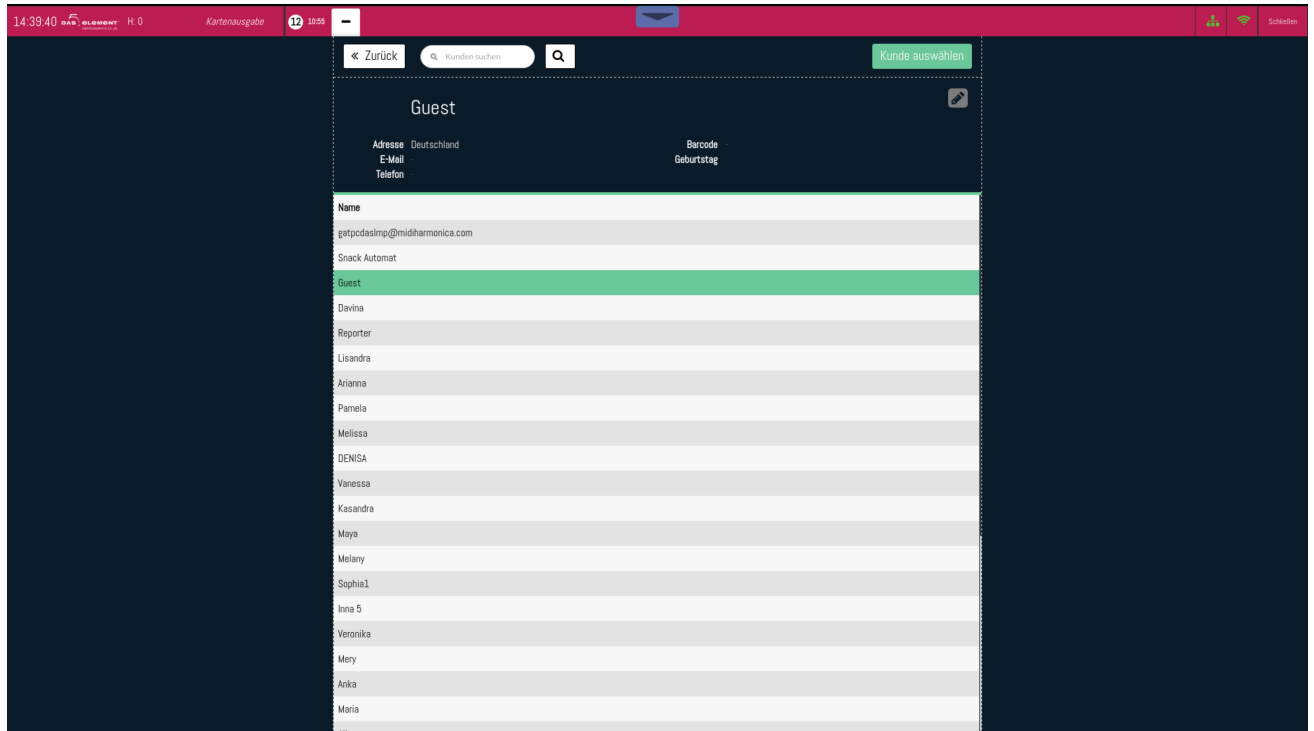 14:39:40 DAS ELEMENT H: 0 Kartenausgabe 12 10:55 Schließen
« Zurück Kunden suchen Kunde auswählen
Guest
Adresse Deutschland Barcode -
E-Mail - Geburtstag
Telefon -
Name
gatpcdaslmp@midiharmonica.com
Snack Automat
Guest
Davina
Reporter
Lisandra
Arianna
Pamela
Melissa
DENISA
Vanessa
Kasandra
Maya
Melany
Sophia1
Inna 5
Veronika
Mery
Anka
Maria